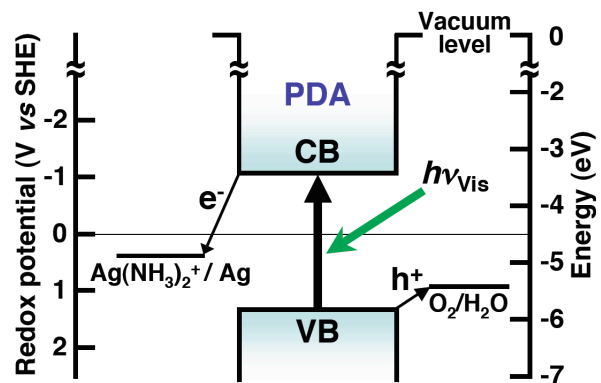 Redox potential (V vs SHE)
-2
-1
0
1
2
PDA
CB
VB
e-
hνVis
h+
Ag(NH3)2+/ Ag
O2/H2O
Vacuum
level
0
-2
-3
-4
-5
-6
-7
Energy (eV)